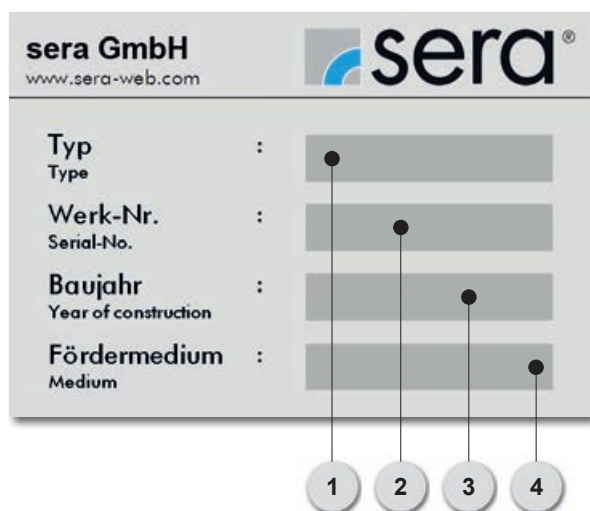 sera GmbH
www.sera-web.com
sera®
Typ :
Type
Werk-Nr. :
Serial-No.
Baujahr :
Year of construction
Fördermedium :
Medium
1 2 3 4